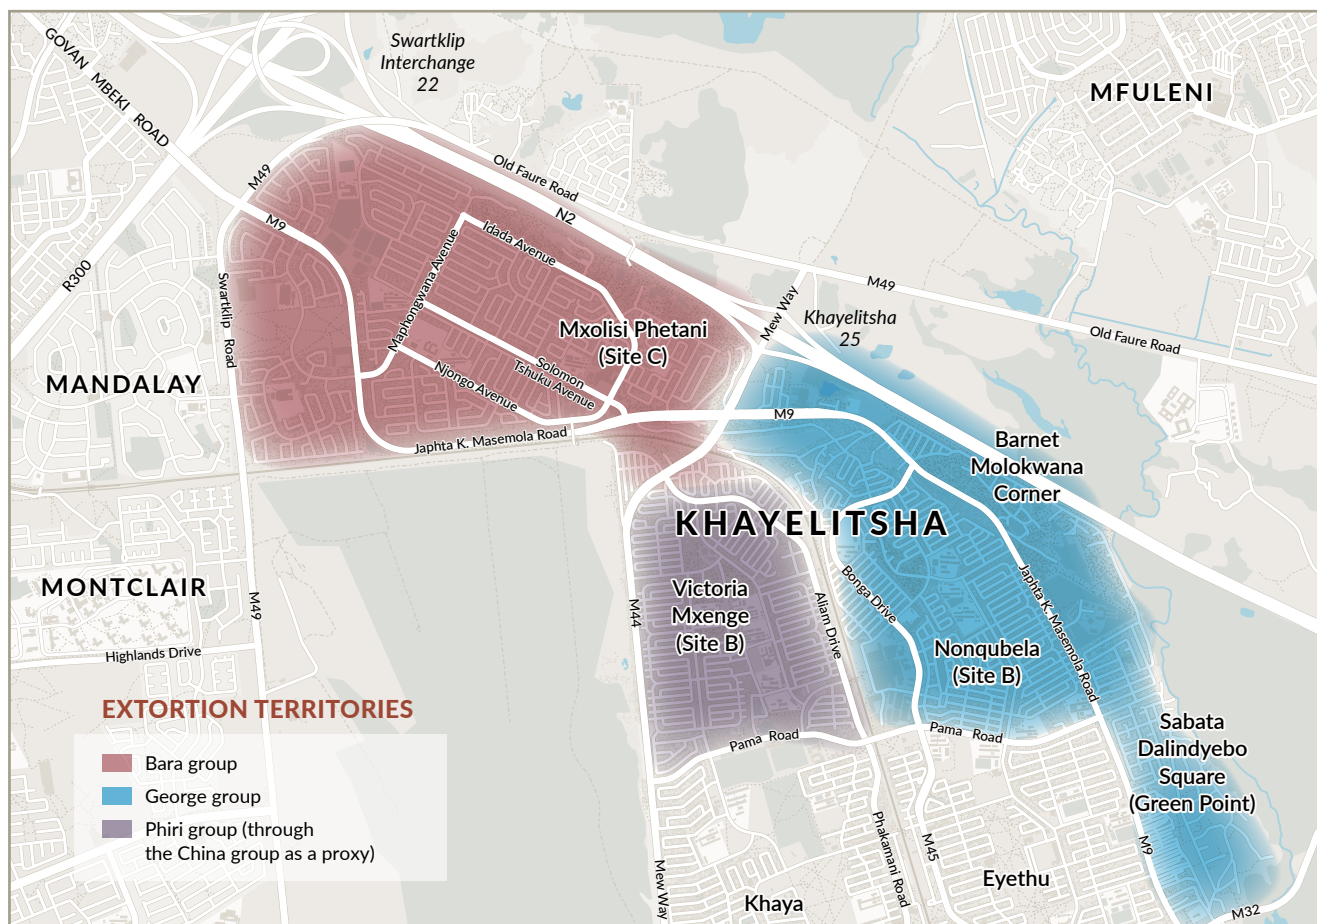 Swartklip
Interchange
22
GOVAN MBEKI ROAD
MFULENI
M49
Old Faure Road
N2
M9
Idada Avenue
R300
Swartklip Road
Maphongwana Avenue
Mew Way
M49
Khayelitsha
25
Old Faure Road
Mxolisi Phetani
(Site C)
MANDALAY
Solomon
Tshuku Avenue
Njongo Avenue
Japhta K. Masemola Road
M9
Barnet
Molokwana
Corner
KHAYELITSHA
MONTCLAIR
M49
Victoria
Mxenge
(Site B)
M44
Aliam Drive
Bonga Drive
Japhta K. Masemola Road
Nonqubela
(Site B)
Highlands Drive
Pama Road
Pama Road
Sabata
Dalindyebo
Square
(Green Point)
EXTORTION TERRITORIES
Bara group
George group
Phiri group (through
the China group as a proxy)
Mew Way
Phakamani Road
M45
M9
Khaya
Eyethu
M32